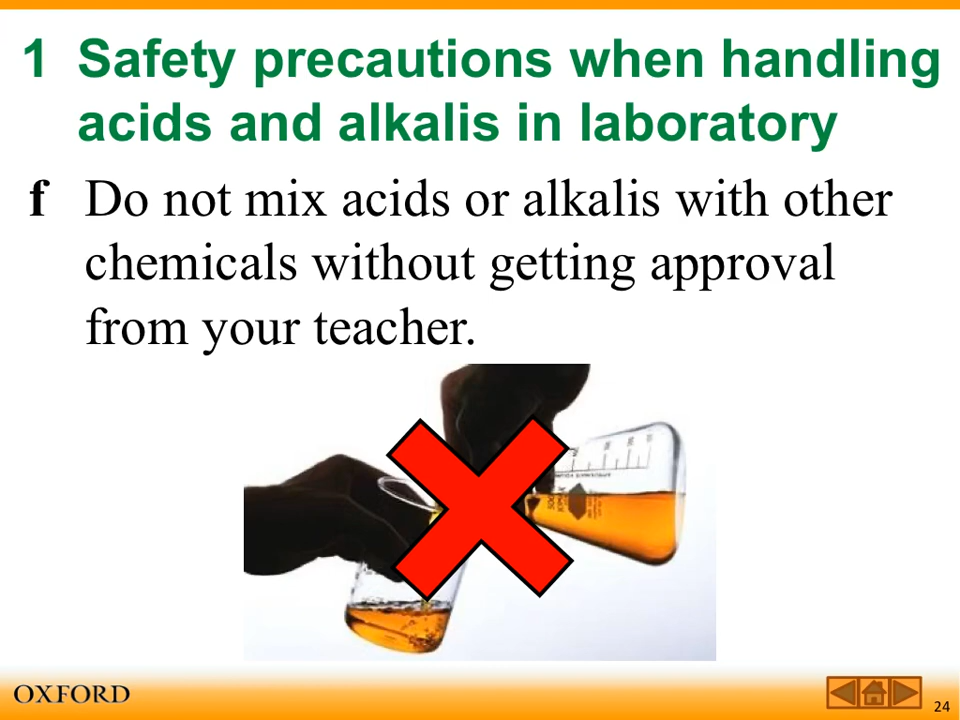 1 Safety precautions when handling
acids and alkalis in laboratory
f Do not mix acids or alkalis with other
chemicals without getting approval
from your teacher.
OXFORD
24